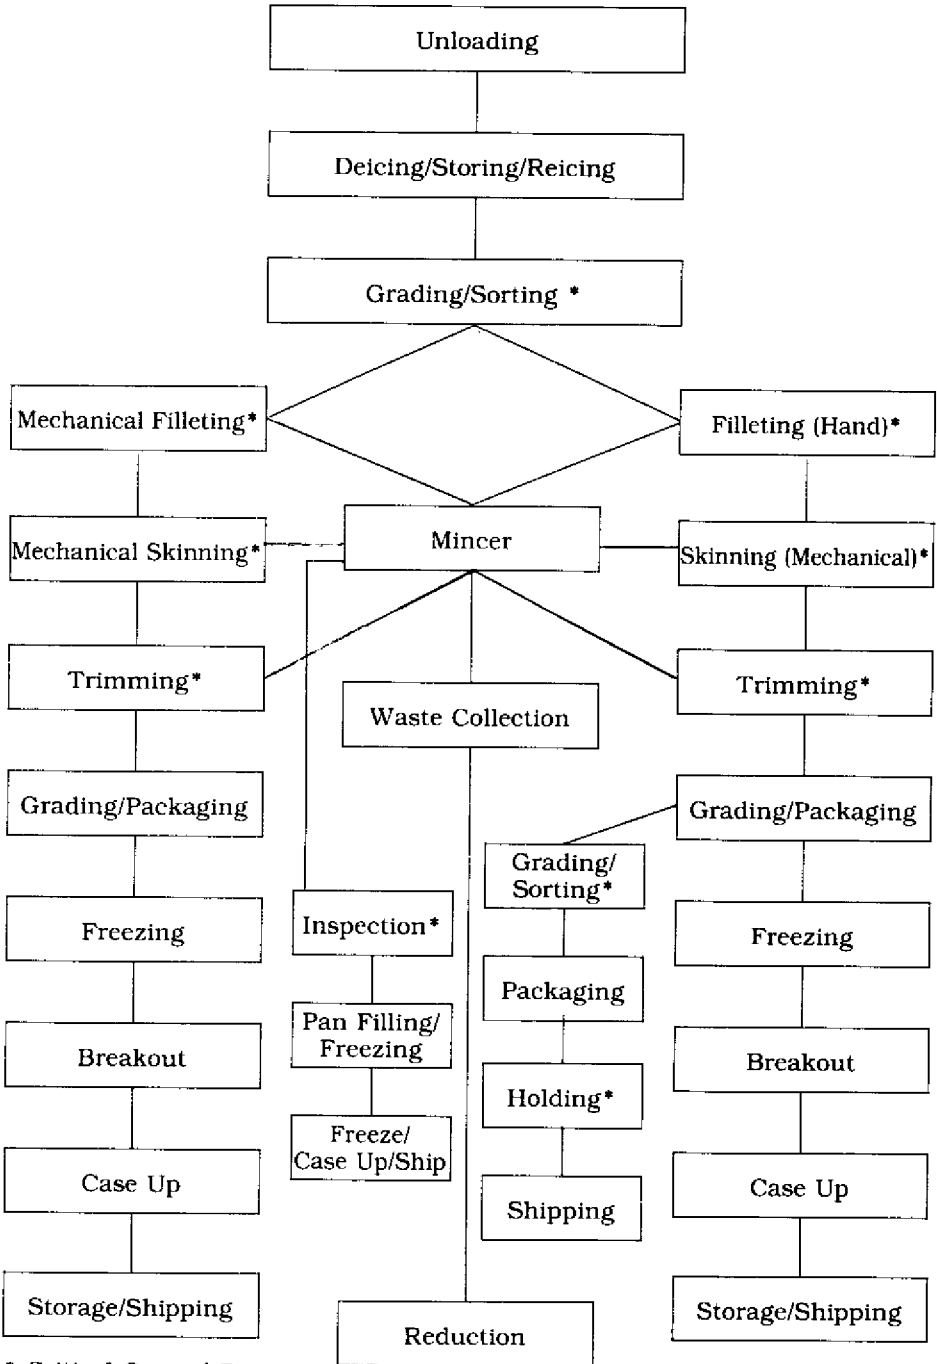 Unloading
Deicing/Storing/Reicing
Grading/Sorting *
Mechanical Filleting*
Filleting (Hand)*
Mincer
Mechanical Skinning*
Skinning (Mechanical)*
Trimming*
Trimming*
Waste Collection
Grading/Packaging
Grading/Packaging
Grading/
Sorting*
Inspection*
Freezing
Freezing
Packaging
Pan Filling/
Freezing
Breakout
Breakout
Holding*
Freeze/
Case Up/Ship
Case Up
Case Up
Shipping
Storage/Shipping
Storage/Shipping
Reduction